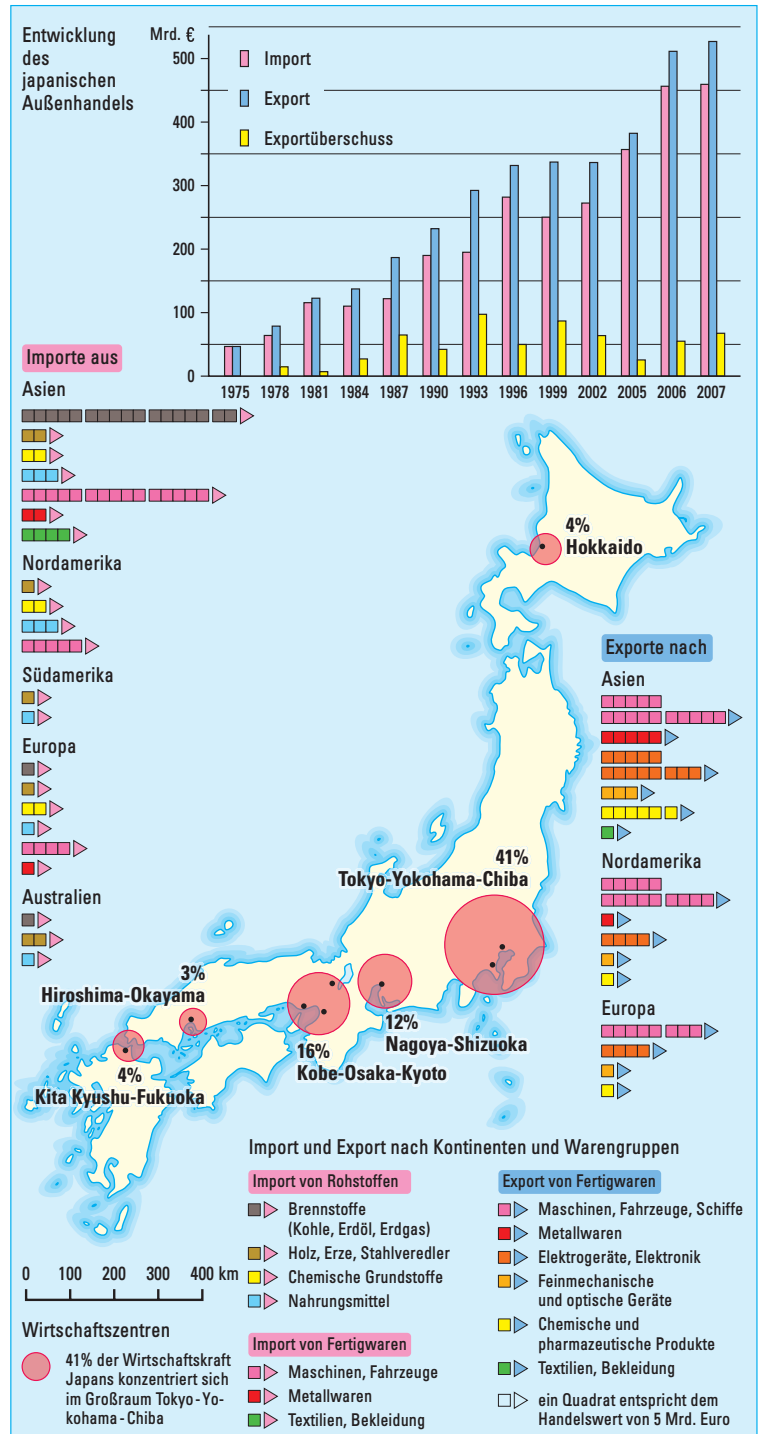 Entwicklung
des
japanischen
Außenhandels
Mrd. €
500
400
300
200
100
0
Import
Export
Exportüberschuss
1975 1978 1981 1984 1987 1990 1993 1996 1999 2002 2005 2006 2007
Importe aus
Asien
Nordamerika
Südamerika
Europa
Australien
4%
Hokkaido
Exporte nach
Asien
Nordamerika
Europa
41%
Tokyo-Yokohama-Chiba
3%
Hiroshima-Okayama
12%
Nagoya-Shizuoka
16%
Kobe-Osaka-Kyoto
4%
Kita Kyushu-Fukuoka
Import und Export nach Kontinenten und Warengruppen
Import von Rohstoffen
Brennstoffe
(Kohle, Erdöl, Erdgas)
Holz, Erze, Stahlveredler
Chemische Grundstoffe
Nahrungsmittel
Import von Fertigwaren
Maschinen, Fahrzeuge
Metallwaren
Textilien, Bekleidung
Export von Fertigwaren
Maschinen, Fahrzeuge, Schiffe
Metallwaren
Elektrogeräte, Elektronik
Feinmechanische
und optische Geräte
Chemische und
pharmazeutische Produkte
Textilien, Bekleidung
ein Quadrat entspricht dem
Handelswert von 5 Mrd. Euro
0 100 200 300 400 km
Wirtschaftszentren
41% der Wirtschaftskraft
Japans konzentriert sich
im Großraum Tokyo-Yo-
kohama-Chiba